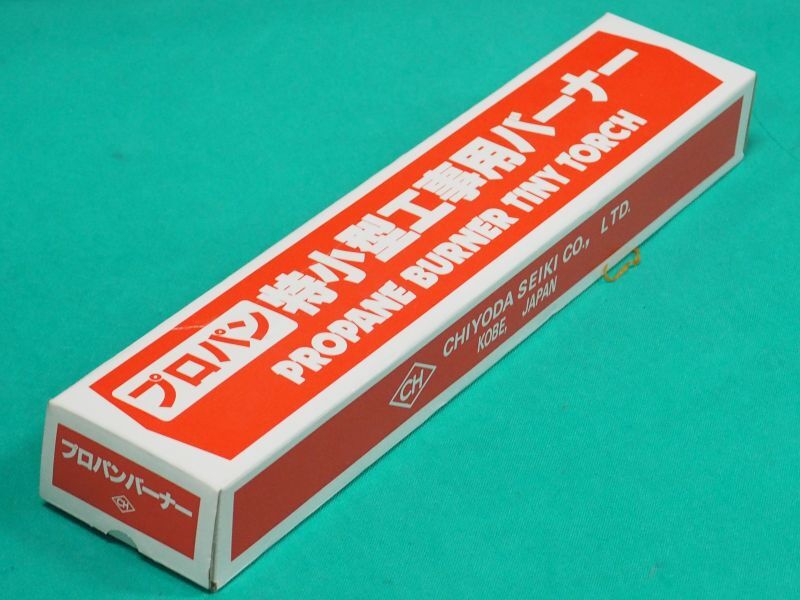 プロパン 特小型工事用バーナー
PROPANE BURNER TINY TORCH
CH CHIYODA SEIKI CO., LTD.
KOBE, JAPAN
プロパンバーナー
CH